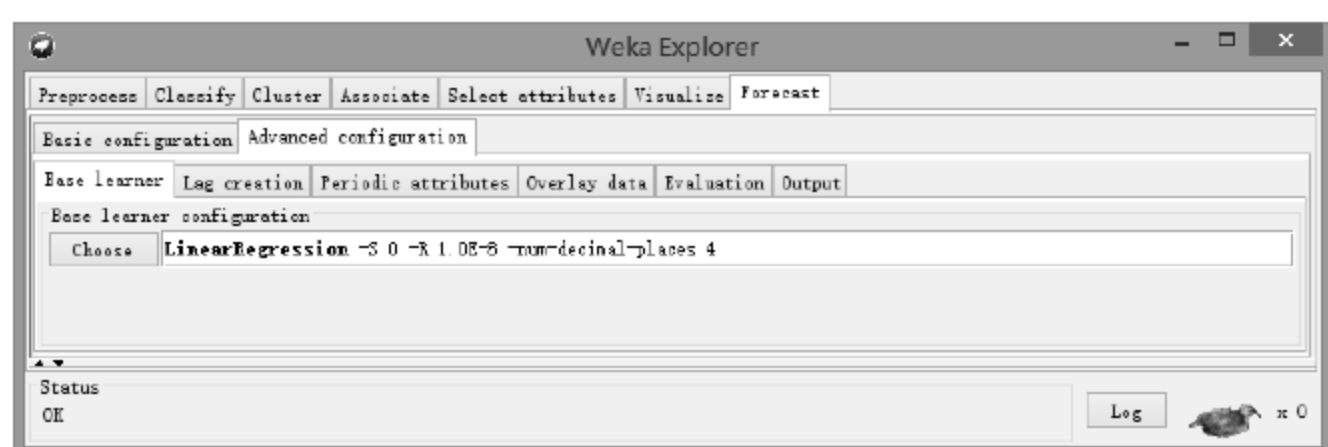 Weka Explorer
Preprocess Classify Cluster Associate Select attributes Visualize Forecast
Basic configuration Advanced configuration
Base learner Lag creation Periodic attributes Overlay data Evaluation Output
Base learner configuration
Choose LinearRegression -S 0 -R 1.0E-8 -num-decimal-places 4
Status
OK
Log x 0